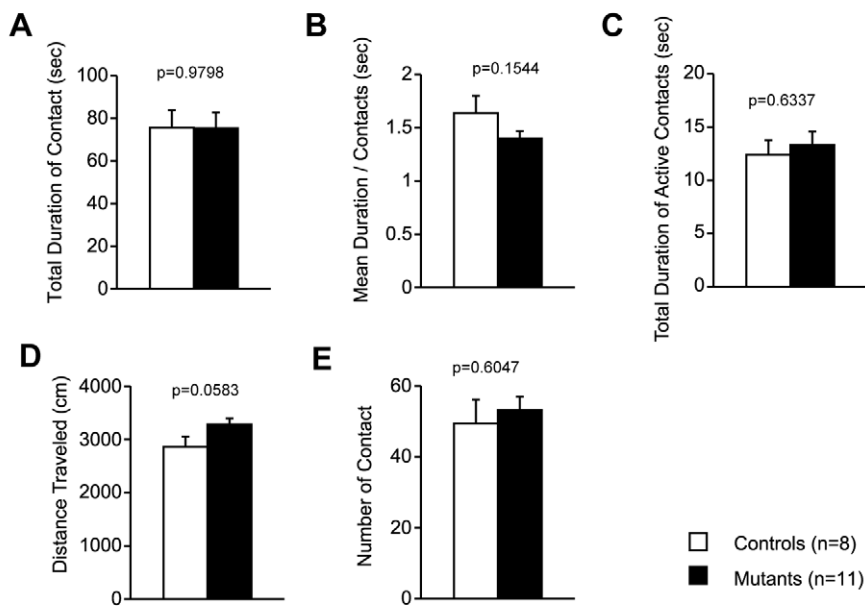 A
Total Duration of Contact (sec)
p=0.9798
100
80
60
40
20
0
B
Mean Duration / Contacts (sec)
p=0.1544
2
1.5
1
0.5
0
C
Total Duration of Active Contacts (sec)
p=0.6337
20
15
10
5
0
D
Distance Traveled (cm)
p=0.0583
4000
3000
2000
1000
0
E
Number of Contact
p=0.6047
60
40
20
0
Controls (n=8)
Mutants (n=11)